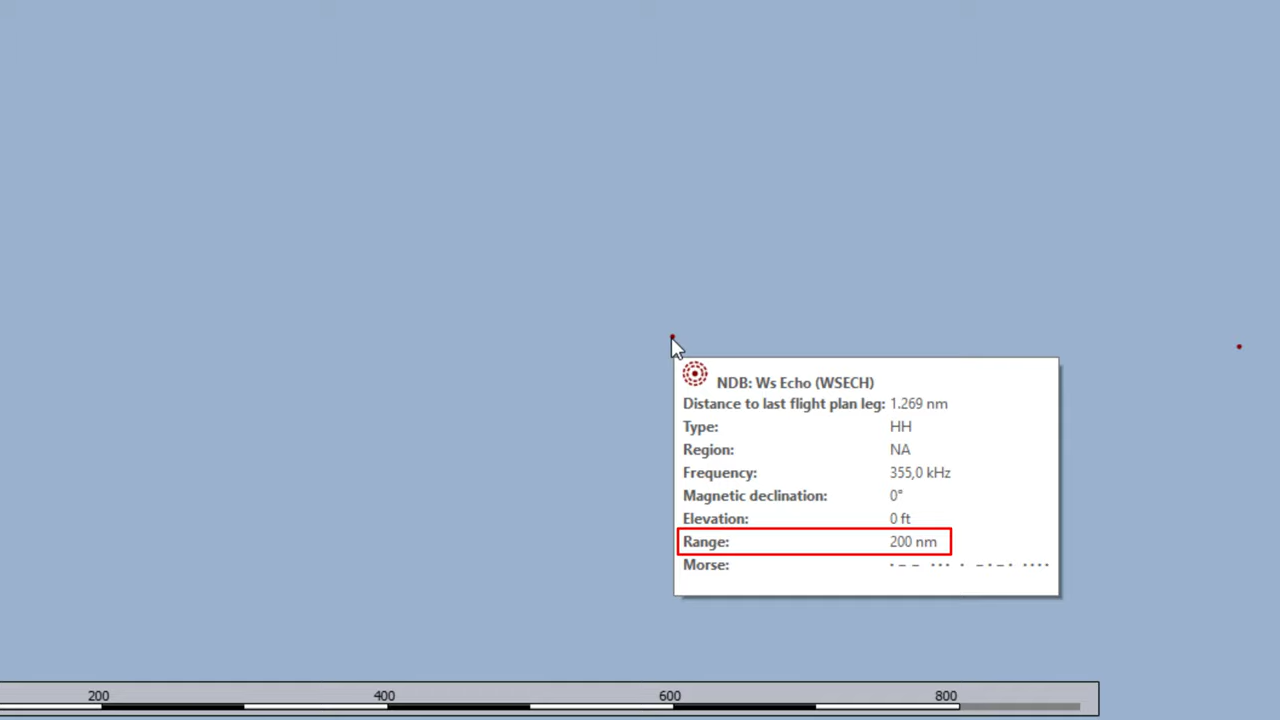 NDB: Ws Echo (WSECH)
Distance to last flight plan leg: 1.269 nm
Type: HH
Region: NA
Frequency: 355,0 kHz
Magnetic declination: 0°
Elevation: 0 ft
Range: 200 nm
Morse: ·−− ··· · −·−· ····
200 400 600 800